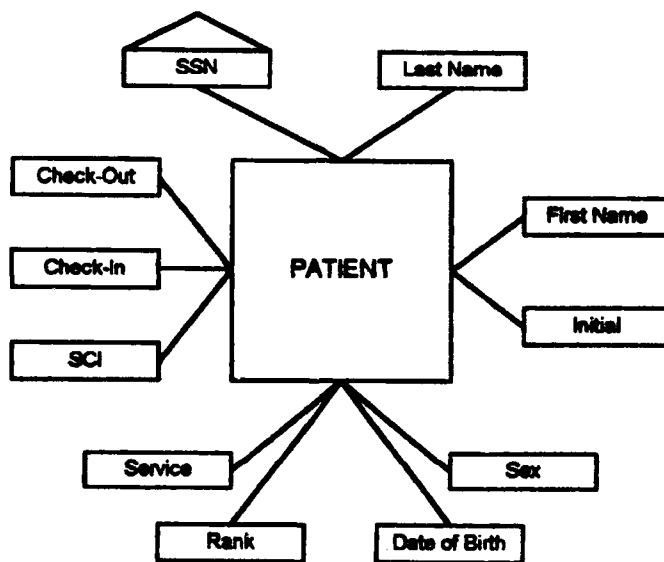 SSN
Last Name
Check-Out
First Name
Check-In
PATIENT
Initial
SCI
Service
Sex
Rank
Date of Birth